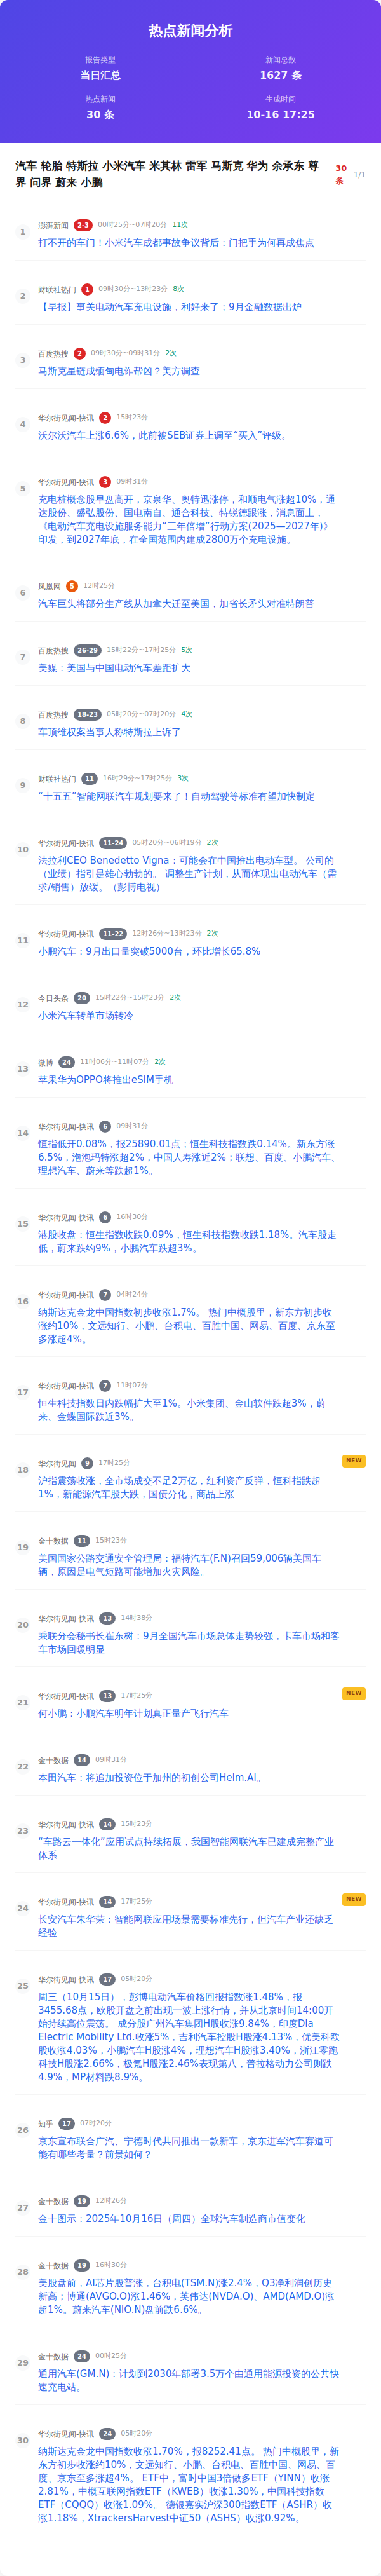 热点新闻分析
报告类型
当日汇总
新闻总数
1627 条
热点新闻
30 条
生成时间
10-16 17:25
汽车 轮胎 特斯拉 小米汽车 米其林 雷军 马斯克 华为 余承东 尊
界 问界 蔚来 小鹏
30
条
1/1
1
澎湃新闻 2-3 00时25分~07时20分 11次
打不开的车门！小米汽车成都事故争议背后：门把手为何再成焦点
2
财联社热门 1 09时30分~13时23分 8次
【早报】事关电动汽车充电设施，利好来了；9月金融数据出炉
3
百度热搜 2 09时30分~09时31分 2次
马斯克星链成缅甸电诈帮凶？美方调查
4
华尔街见闻-快讯 2 15时23分
沃尔沃汽车上涨6.6%，此前被SEB证券上调至“买入”评级。
5
华尔街见闻-快讯 3 09时31分
充电桩概念股早盘高开，京泉华、奥特迅涨停，和顺电气涨超10%，通
达股份、盛弘股份、国电南自、通合科技、特锐德跟涨，消息面上，
《电动汽车充电设施服务能力“三年倍增”行动方案(2025—2027年)》
印发，到2027年底，在全国范围内建成2800万个充电设施。
6
凤凰网 5 12时25分
汽车巨头将部分生产线从加拿大迁至美国，加省长矛头对准特朗普
7
百度热搜 26-29 15时22分~17时25分 5次
美媒：美国与中国电动汽车差距扩大
8
百度热搜 18-23 05时20分~07时20分 4次
车顶维权案当事人称特斯拉上诉了
9
财联社热门 11 16时29分~17时25分 3次
“十五五”智能网联汽车规划要来了！自动驾驶等标准有望加快制定
10
华尔街见闻-快讯 11-24 05时20分~06时19分 2次
法拉利CEO Benedetto Vigna：可能会在中国推出电动车型。 公司的
（业绩）指引是雄心勃勃的。 调整生产计划，从而体现出电动汽车（需
求/销售）放缓。（彭博电视）
11
华尔街见闻-快讯 11-22 12时26分~13时23分 2次
小鹏汽车：9月出口量突破5000台，环比增长65.8%
12
今日头条 20 15时22分~15时23分 2次
小米汽车转单市场转冷
13
微博 24 11时06分~11时07分 2次
苹果华为OPPO将推出eSIM手机
14
华尔街见闻-快讯 6 09时31分
恒指低开0.08%，报25890.01点；恒生科技指数跌0.14%。新东方涨
6.5%，泡泡玛特涨超2%，中国人寿涨近2%；联想、百度、小鹏汽车、
理想汽车、蔚来等跌超1%。
15
华尔街见闻-快讯 6 16时30分
港股收盘：恒生指数收跌0.09%，恒生科技指数收跌1.18%。汽车股走
低，蔚来跌约9%，小鹏汽车跌超3%。
16
华尔街见闻-快讯 7 04时24分
纳斯达克金龙中国指数初步收涨1.7%。 热门中概股里，新东方初步收
涨约10%，文远知行、小鹏、台积电、百胜中国、网易、百度、京东至
多涨超4%。
17
华尔街见闻-快讯 7 11时07分
恒生科技指数日内跌幅扩大至1%。小米集团、金山软件跌超3%，蔚
来、金蝶国际跌近3%。
18
华尔街见闻 9 17时25分
NEW
沪指震荡收涨，全市场成交不足2万亿，红利资产反弹，恒科指跌超
1%，新能源汽车股大跌，国债分化，商品上涨
19
金十数据 11 15时23分
美国国家公路交通安全管理局：福特汽车(F.N)召回59,006辆美国车
辆，原因是电气短路可能增加火灾风险。
20
华尔街见闻-快讯 13 14时38分
乘联分会秘书长崔东树：9月全国汽车市场总体走势较强，卡车市场和客
车市场回暖明显
21
华尔街见闻-快讯 13 17时25分
NEW
何小鹏：小鹏汽车明年计划真正量产飞行汽车
22
金十数据 14 09时31分
本田汽车：将追加投资位于加州的初创公司Helm.AI。
23
华尔街见闻-快讯 14 15时23分
“车路云一体化”应用试点持续拓展，我国智能网联汽车已建成完整产业
体系
24
华尔街见闻-快讯 14 17时25分
NEW
长安汽车朱华荣：智能网联应用场景需要标准先行，但汽车产业还缺乏
经验
25
华尔街见闻-快讯 17 05时20分
周三（10月15日），彭博电动汽车价格回报指数涨1.48%，报
3455.68点，欧股开盘之前出现一波上涨行情，并从北京时间14:00开
始持续高位震荡。 成分股广州汽车集团H股收涨9.84%，印度Dla
Electric Mobility Ltd.收涨5%，吉利汽车控股H股涨4.13%，优美科欧
股收涨4.03%，小鹏汽车H股涨4%，理想汽车H股涨3.40%，浙江零跑
科技H股涨2.66%，极氪H股涨2.46%表现第八，普拉格动力公司则跌
4.9%，MP材料跌8.9%。
26
知乎 17 07时20分
京东宣布联合广汽、宁德时代共同推出一款新车，京东进军汽车赛道可
能有哪些考量？前景如何？
27
金十数据 19 12时26分
金十图示：2025年10月16日（周四）全球汽车制造商市值变化
28
金十数据 19 16时30分
美股盘前，AI芯片股普涨，台积电(TSM.N)涨2.4%，Q3净利润创历史
新高；博通(AVGO.O)涨1.46%，英伟达(NVDA.O)、AMD(AMD.O)涨
超1%。蔚来汽车(NIO.N)盘前跌6.6%。
29
金十数据 24 00时25分
通用汽车(GM.N)：计划到2030年部署3.5万个由通用能源投资的公共快
速充电站。
30
华尔街见闻-快讯 24 05时20分
纳斯达克金龙中国指数收涨1.70%，报8252.41点。 热门中概股里，新
东方初步收涨约10%，文远知行、小鹏、台积电、百胜中国、网易、百
度、京东至多涨超4%。 ETF中，富时中国3倍做多ETF（YINN）收涨
2.81%，中概互联网指数ETF（KWEB）收涨1.30%，中国科技指数
ETF（CQQQ）收涨1.09%。 德银嘉实沪深300指数ETF（ASHR）收
涨1.18%，XtrackersHarvest中证50（ASHS）收涨0.92%。